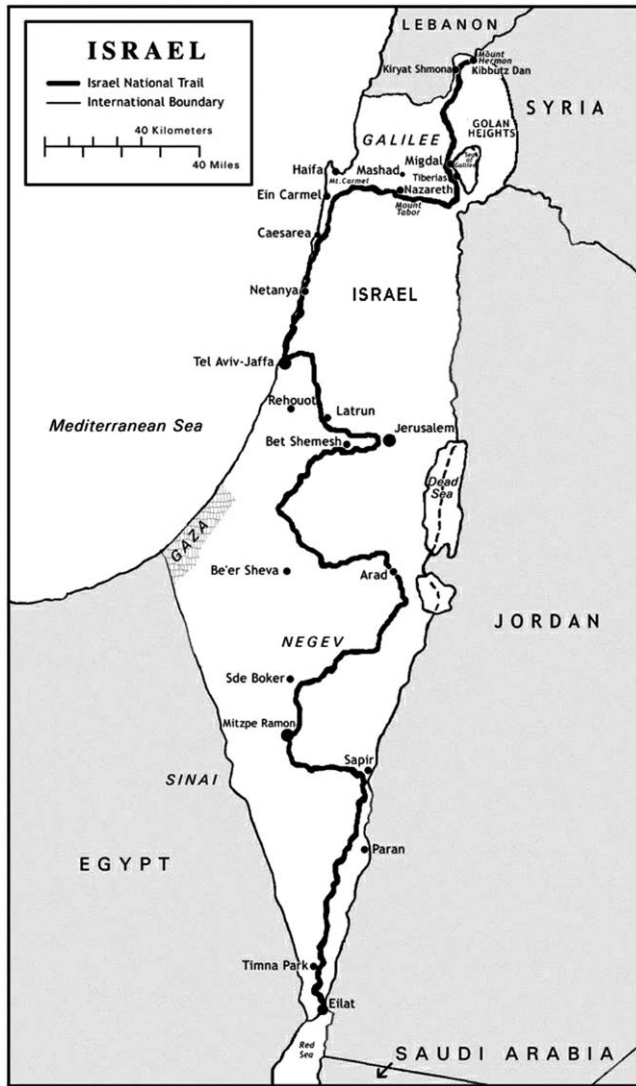 ISRAEL
Israel National Trail
International Boundary
40 Kilometers
40 Miles
LEBANON
Mount
Hermon
Kiryat Shmona
Kibbutz Dan
SYRIA
GOLAN
HEIGHTS
GALILEE
Migdal
Sea of
Galilee
Haifa
Mashad
Tiberias
Mt. Carmel
Nazareth
Ein Carmel
Mount
Tabor
Caesarea
Netanya
ISRAEL
Tel Aviv-Jaffa
Rehouot
Latrun
Mediterranean Sea
Jerusalem
Bet Shemesh
Dead
Sea
GAZA
Be'er Sheva
Arad
JORDAN
NEGEV
Sde Boker
Mitzpe Ramon
Sapir
SINAI
Paran
EGYPT
Timna Park
Eilat
Red
Sea
SAUDI ARABIA